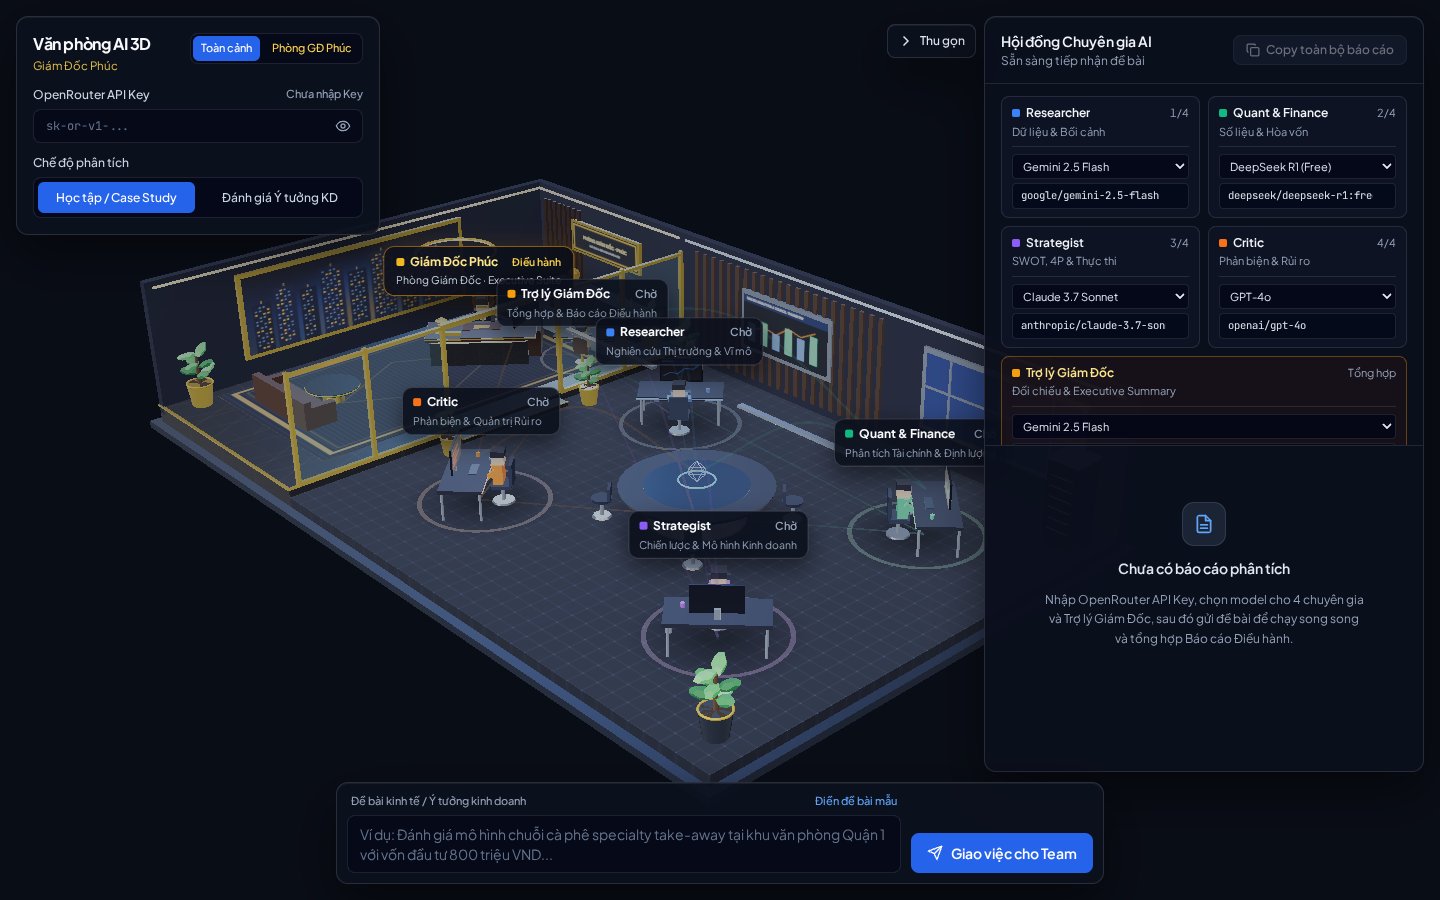 Văn phòng AI 3D
Giám Đốc Phúc
Toàn cảnh
Phòng GĐ Phúc
OpenRouter API Key
Chưa nhập Key
sk-or-v1-...
Chế độ phân tích
Học tập / Case Study
Đánh giá Ý tưởng KD
Thu gọn
Giám Đốc Phúc
Điều hành
Phòng Giám Đốc · Executive Suite
Trợ lý Giám Đốc
Chờ
Tổng hợp & Báo cáo Điều hành
Researcher
Chờ
Nghiên cứu Thị trường & Vĩ mô
Critic
Chờ
Phản biện & Quản trị Rủi ro
Quant & Finance
Phân tích Tài chính & Định
Strategist
Chờ
Chiến lược & Mô hình Kinh doanh
Hội đồng Chuyên gia AI
Sẵn sàng tiếp nhận đề bài
Copy toàn bộ báo cáo
Researcher
1/4
Dữ liệu & Bối cảnh
Gemini 2.5 Flash
google/gemini-2.5-flash
Quant & Finance
2/4
Số liệu & Hòa vốn
DeepSeek R1 (Free)
deepseek/deepseek-r1:fre
Strategist
3/4
SWOT, 4P & Thực thi
Claude 3.7 Sonnet
anthropic/claude-3.7-son
Critic
4/4
Phản biện & Rủi ro
GPT-4o
openai/gpt-4o
Trợ lý Giám Đốc
Tổng hợp
Đối chiếu & Executive Summary
Gemini 2.5 Flash
Chưa có báo cáo phân tích
Nhập OpenRouter API Key, chọn model cho 4 chuyên gia
và Trợ lý Giám Đốc, sau đó gửi đề bài để chạy song song
và tổng hợp Báo cáo Điều hành.
Đề bài kinh tế / Ý tưởng kinh doanh
Điền đề bài mẫu
Ví dụ: Đánh giá mô hình chuỗi cà phê specialty take-away tại khu văn phòng Quận 1
với vốn đầu tư 800 triệu VND...
Giao việc cho Team